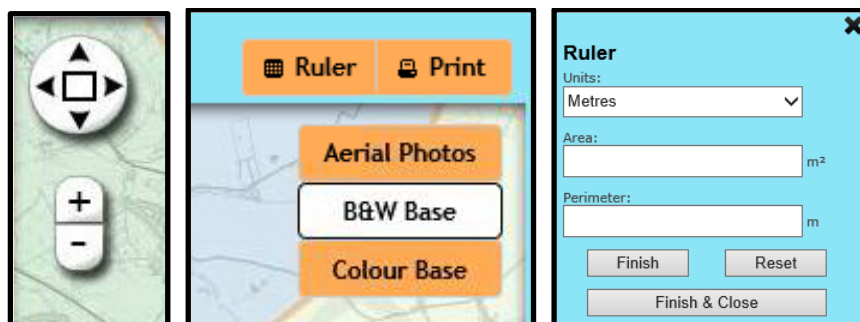 +
-
Ruler Print
Aerial Photos
B&W Base
Colour Base
Ruler
Units:
Metres
Area:
m²
Perimeter:
m
Finish Reset
Finish & Close